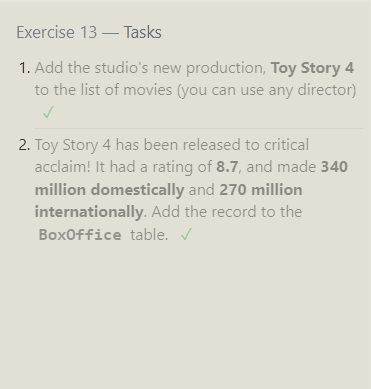 Exercise 13 — Tasks
1. Add the studio's new production, Toy Story 4
to the list of movies (you can use any director)
✓
2. Toy Story 4 has been released to critical
acclaim! It had a rating of 8.7, and made 340
million domestically and 270 million
internationally. Add the record to the
BoxOffice table. ✓